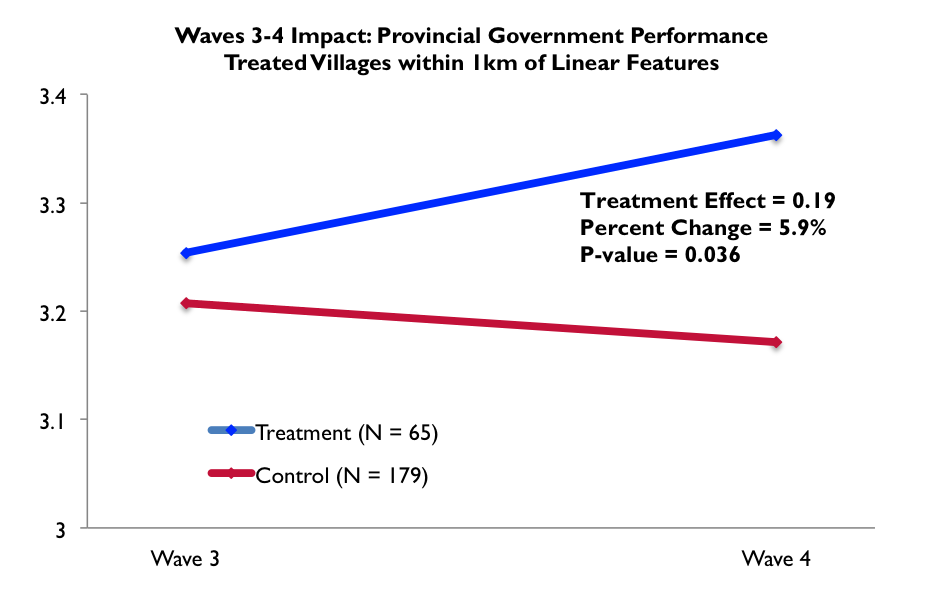 Waves 3-4 Impact: Provincial Government Performance
Treated Villages within 1km of Linear Features
3.4
3.3
3.2
3.1
3
Treatment Effect = 0.19
Percent Change = 5.9%
P-value = 0.036
Treatment (N = 65)
Control (N = 179)
Wave 3
Wave 4